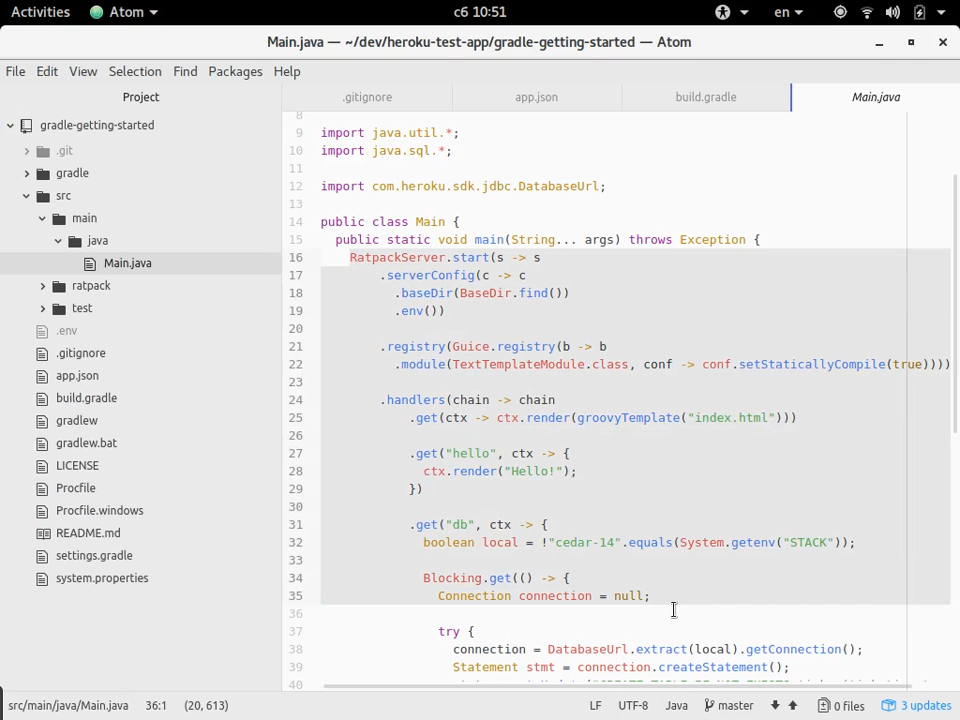 Activities Atom сб 10:51 en
Main.java — ~/dev/heroku-test-app/gradle-getting-started — Atom
File Edit View Selection Find Packages Help
Project
gradle-getting-started
.git
gradle
src
main
java
Main.java
ratpack
test
.env
.gitignore
app.json
build.gradle
gradlew
gradlew.bat
LICENSE
Procfile
Procfile.windows
README.md
settings.gradle
system.properties
.gitignore app.json build.gradle Main.java
8
9 import java.util.*;
10 import java.sql.*;
11
12 import com.heroku.sdk.jdbc.DatabaseUrl;
13
14 public class Main {
15 public static void main(String... args) throws Exception {
16 RatpackServer.start(s -> s
17 .serverConfig(c -> c
18 .baseDir(BaseDir.find())
19 .env())
20
21 .registry(Guice.registry(b -> b
22 .module(TextTemplateModule.class, conf -> conf.setStaticallyCompile(true))))
23
24 .handlers(chain -> chain
25 .get(ctx -> ctx.render(groovyTemplate("index.html")))
26
27 .get("hello", ctx -> {
28 ctx.render("Hello!");
29 })
30
31 .get("db", ctx -> {
32 boolean local = !"cedar-14".equals(System.getenv("STACK"));
33
34 Blocking.get(() -> {
35 Connection connection = null;
36
37 try {
38 connection = DatabaseUrl.extract(local).getConnection();
39 Statement stmt = connection.createStatement();
40
src/main/java/Main.java 36:1 (20, 613) LF UTF-8 Java master 0 files 3 updates